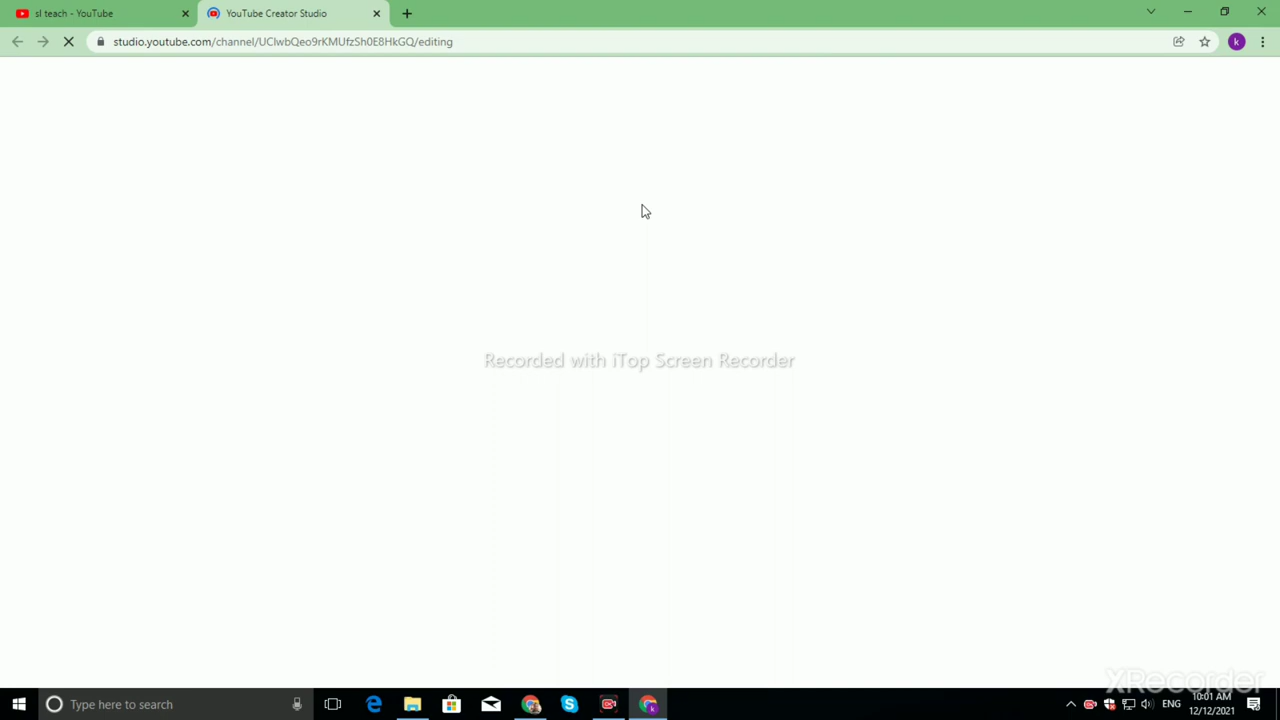 sl teach - YouTube
YouTube Creator Studio
studio.youtube.com/channel/UClwbQeo9rKMUfzSh0E8HkGQ/editing
k
Recorded with iTop Screen Recorder
XRecorder
Type here to search
k
ENG
10:01 AM
12/12/2021